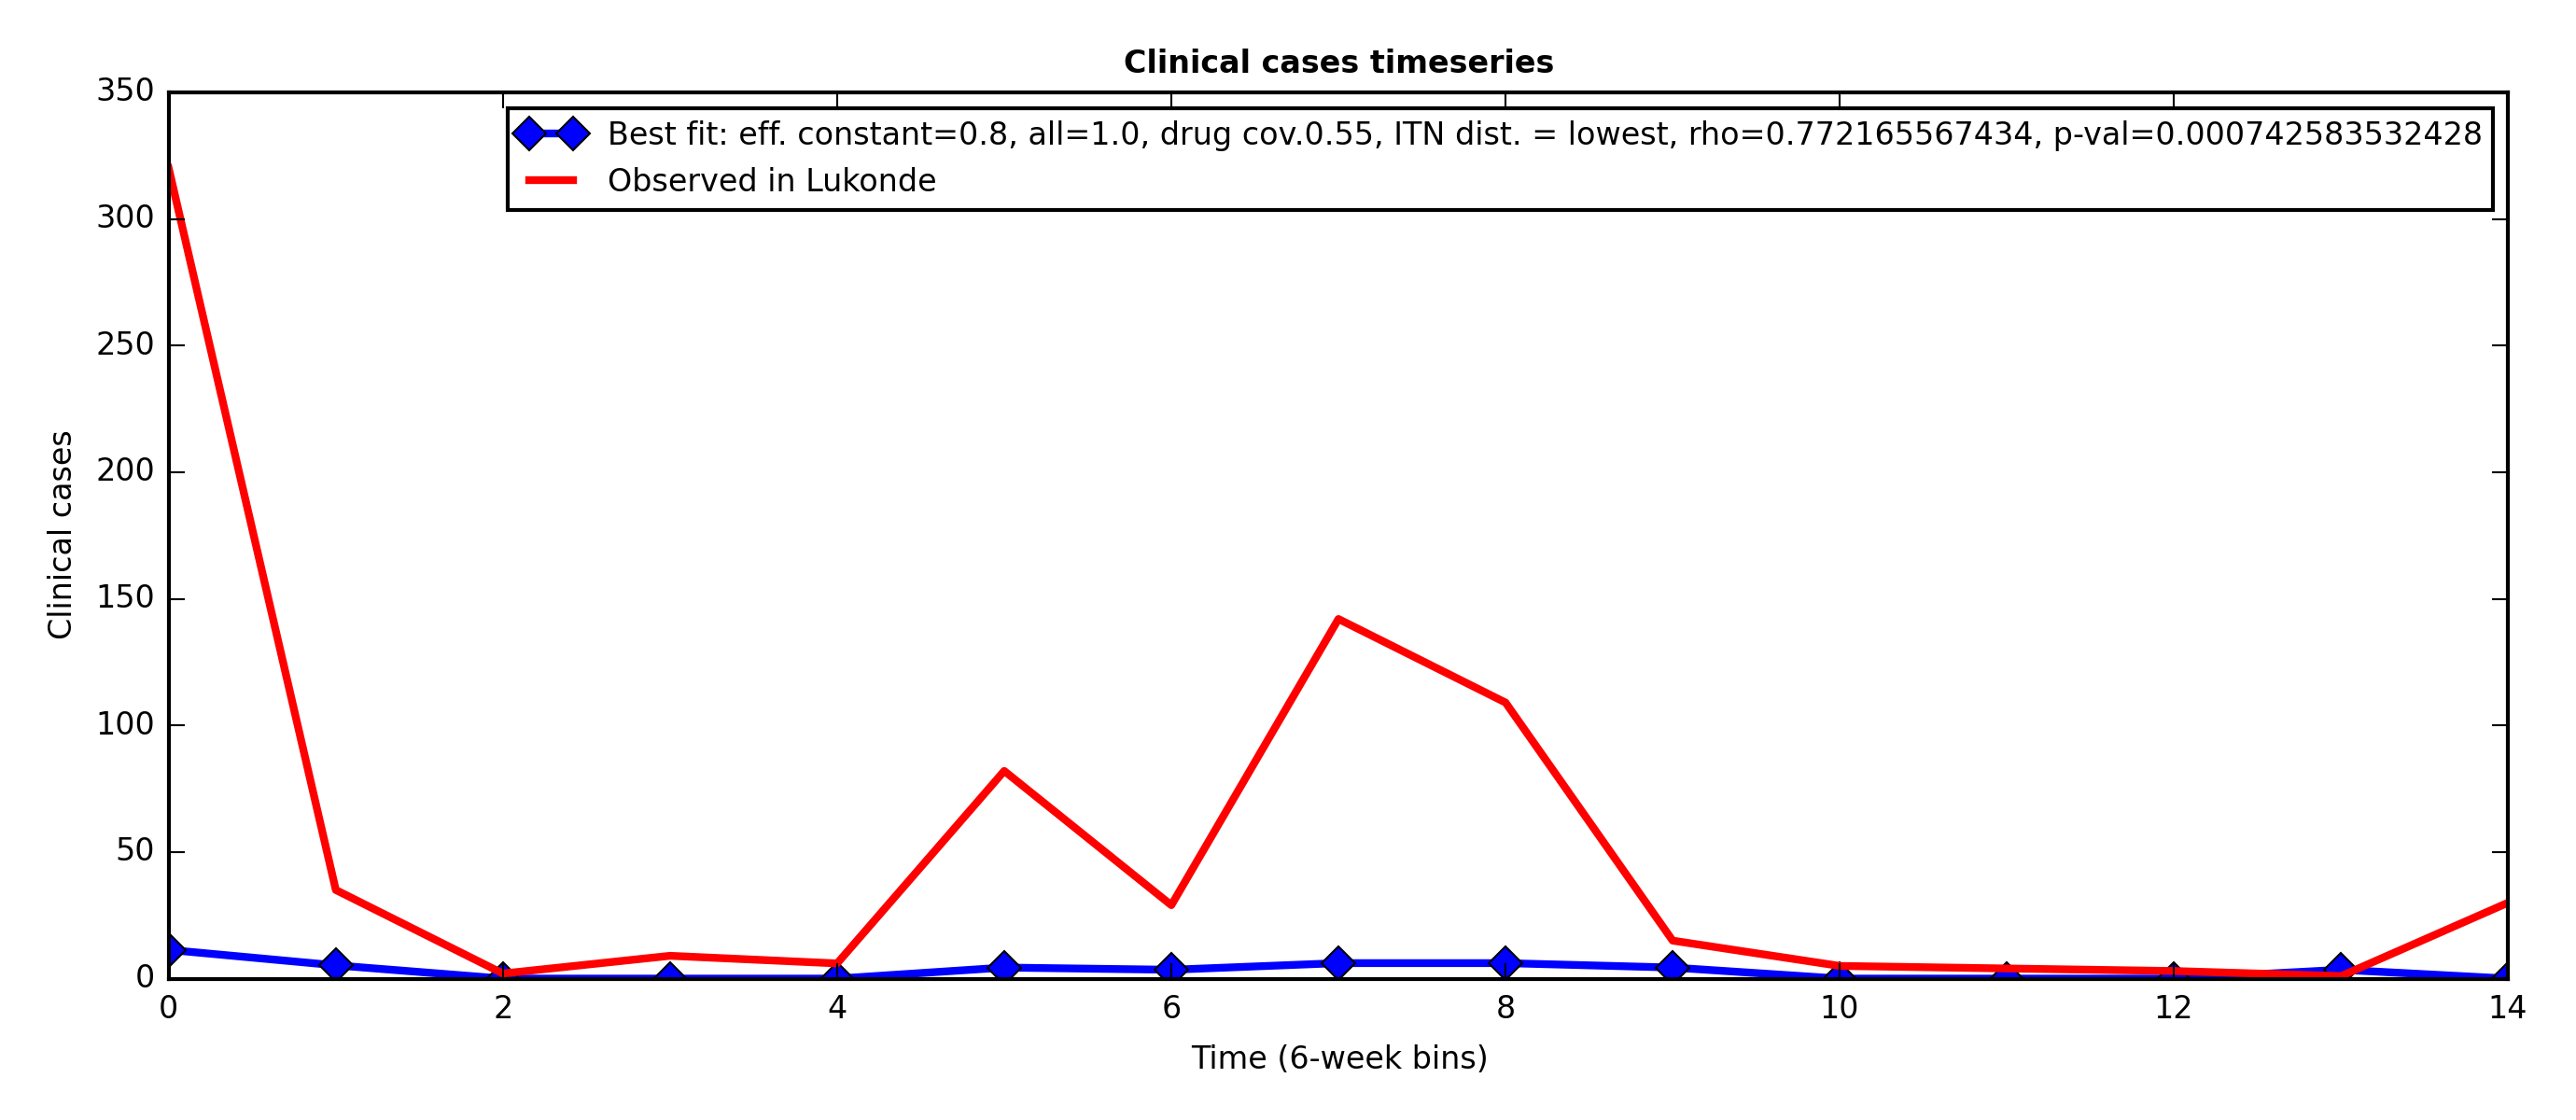 Clinical cases timeseries
350
300
250
200
150
100
50
0
Clinical cases
Best fit: eff. constant=0.8, all=1.0, drug cov.0.55, ITN dist. = lowest, rho=0.772165567434, p-val=0.000742583532428
Observed in Lukonde
0 2 4 6 8 10 12 14
Time (6-week bins)